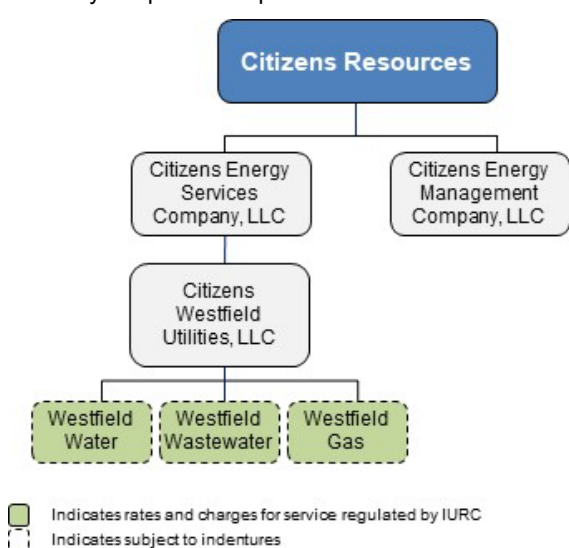 Citizens Resources
Citizens Energy
Services
Company, LLC
Citizens Energy
Management
Company, LLC
Citizens
Westfield
Utilities, LLC
Westfield
Water
Westfield
Wastewater
Westfield
Gas
Indicates rates and charges for service regulated by IURC
Indicates subject to indentures